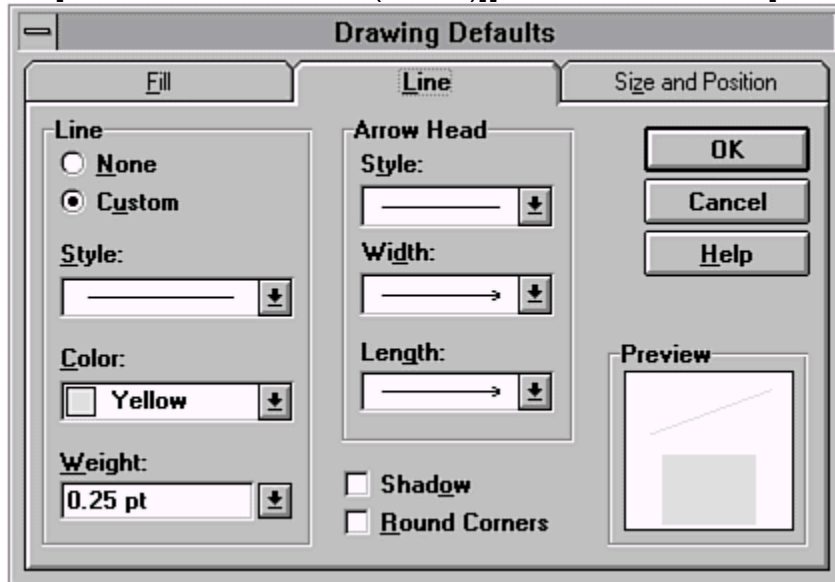 Drawing Defaults
Fill
Line
Size and Position
Line
None
Custom
Style:
Color:
Yellow
Weight:
0.25 pt
Arrow Head
Style:
Width:
Length:
Shadow
Round Corners
OK
Cancel
Help
Preview